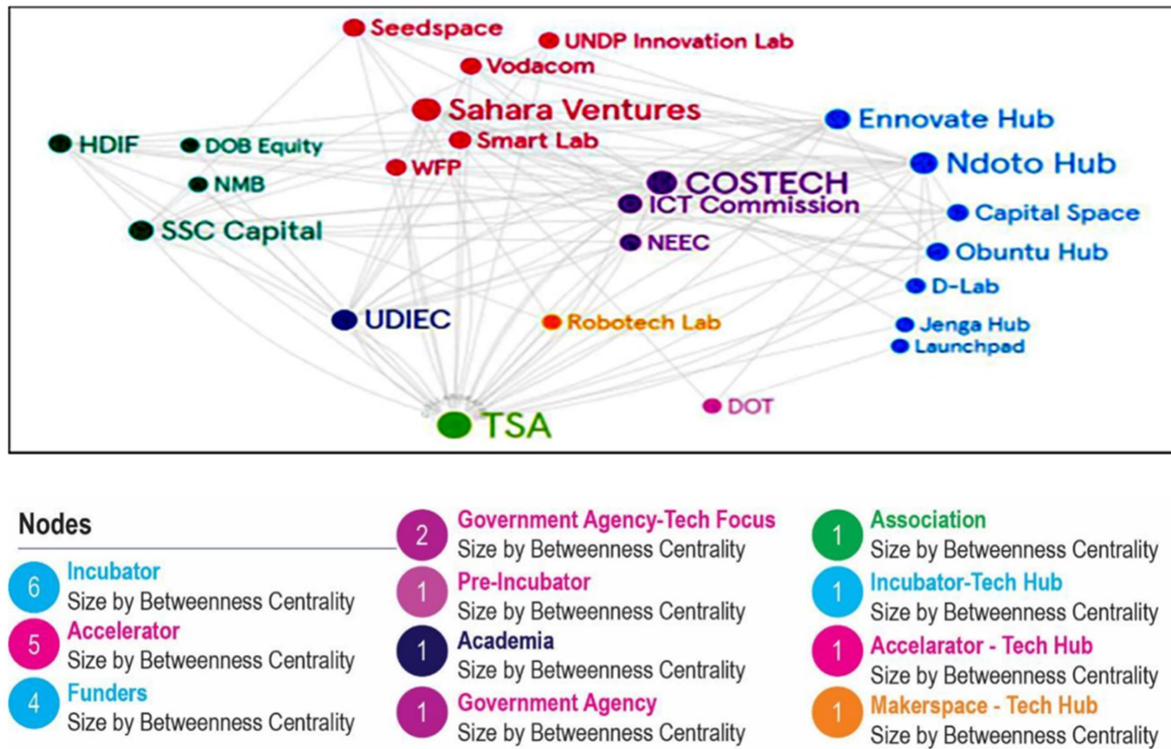 Seedspace
UNDP Innovation Lab
Vodacom
Sahara Ventures
Ennovate Hub
HDIF
DOB Equity
Smart Lab
WFP
Ndoto Hub
NMB
COSTECH
ICT Commission
Capital Space
SSC Capital
NEEC
Obuntu Hub
D-Lab
UDIEC
Robotech Lab
Jenga Hub
Launchpad
DOT
TSA
Nodes
6 Incubator
Size by Betweenness Centrality
5 Accelerator
Size by Betweenness Centrality
4 Funders
Size by Betweenness Centrality
2 Government Agency-Tech Focus
Size by Betweenness Centrality
1 Pre-Incubator
Size by Betweenness Centrality
1 Academia
Size by Betweenness Centrality
1 Government Agency
Size by Betweenness Centrality
1 Association
Size by Betweenness Centrality
1 Incubator-Tech Hub
Size by Betweenness Centrality
1 Accelarator - Tech Hub
Size by Betweenness Centrality
1 Makerspace - Tech Hub
Size by Betweenness Centrality